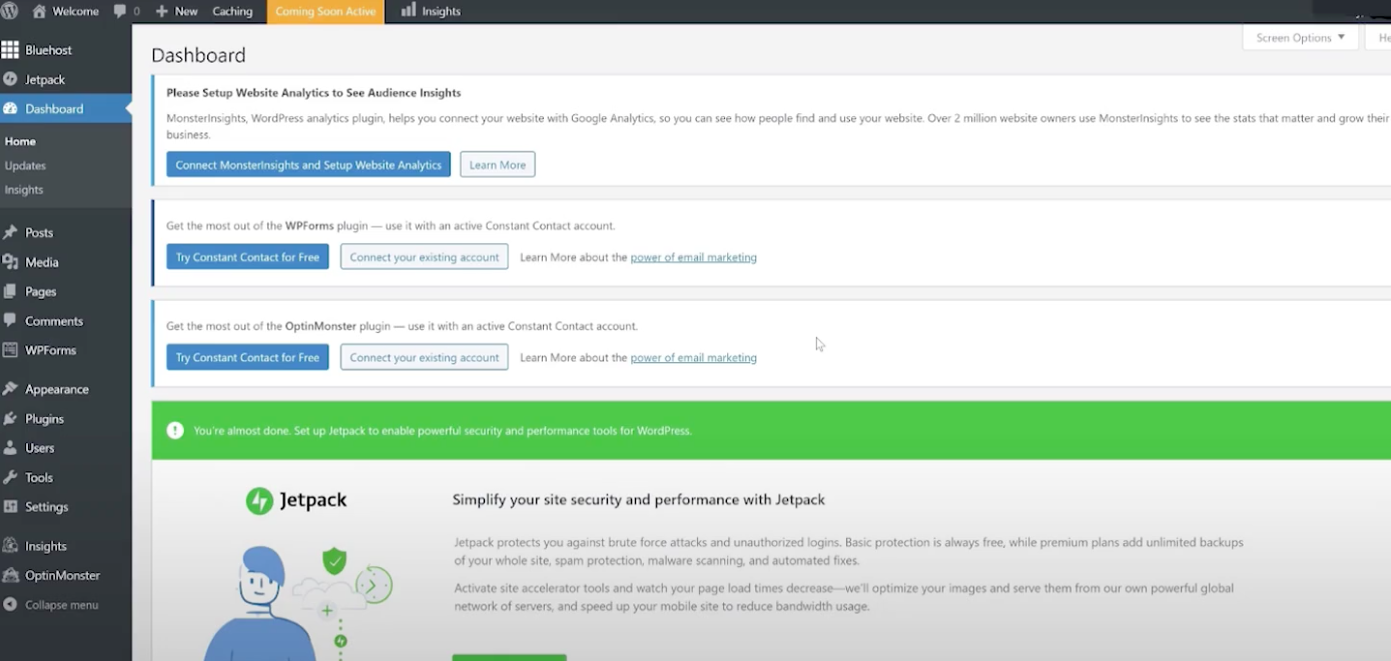 Welcome 0 New Caching Coming Soon Active Insights
Screen Options
Bluehost
Jetpack
Dashboard
Home
Updates
Insights
Posts
Media
Pages
Comments
WPForms
Appearance
Plugins
Users
Tools
Settings
Insights
OptinMonster
Collapse menu
Dashboard
Please Setup Website Analytics to See Audience Insights
MonsterInsights, WordPress analytics plugin, helps you connect your website with Google Analytics, so you can see how people find and use your website. Over 2 million website owners use MonsterInsights to see the stats that matter and grow their
business.
Connect MonsterInsights and Setup Website Analytics Learn More
Get the most out of the WPForms plugin — use it with an active Constant Contact account.
Try Constant Contact for Free Connect your existing account Learn More about the power of email marketing
Get the most out of the OptinMonster plugin — use it with an active Constant Contact account.
Try Constant Contact for Free Connect your existing account Learn More about the power of email marketing
You're almost done. Set up Jetpack to enable powerful security and performance tools for WordPress.
Jetpack
Simplify your site security and performance with Jetpack
Jetpack protects you against brute force attacks and unauthorized logins. Basic protection is always free, while premium plans add unlimited backups
of your whole site, spam protection, malware scanning, and automated fixes.
Activate site accelerator tools and watch your page load times decrease—we'll optimize your images and serve them from our own powerful global
network of servers, and speed up your mobile site to reduce bandwidth usage.